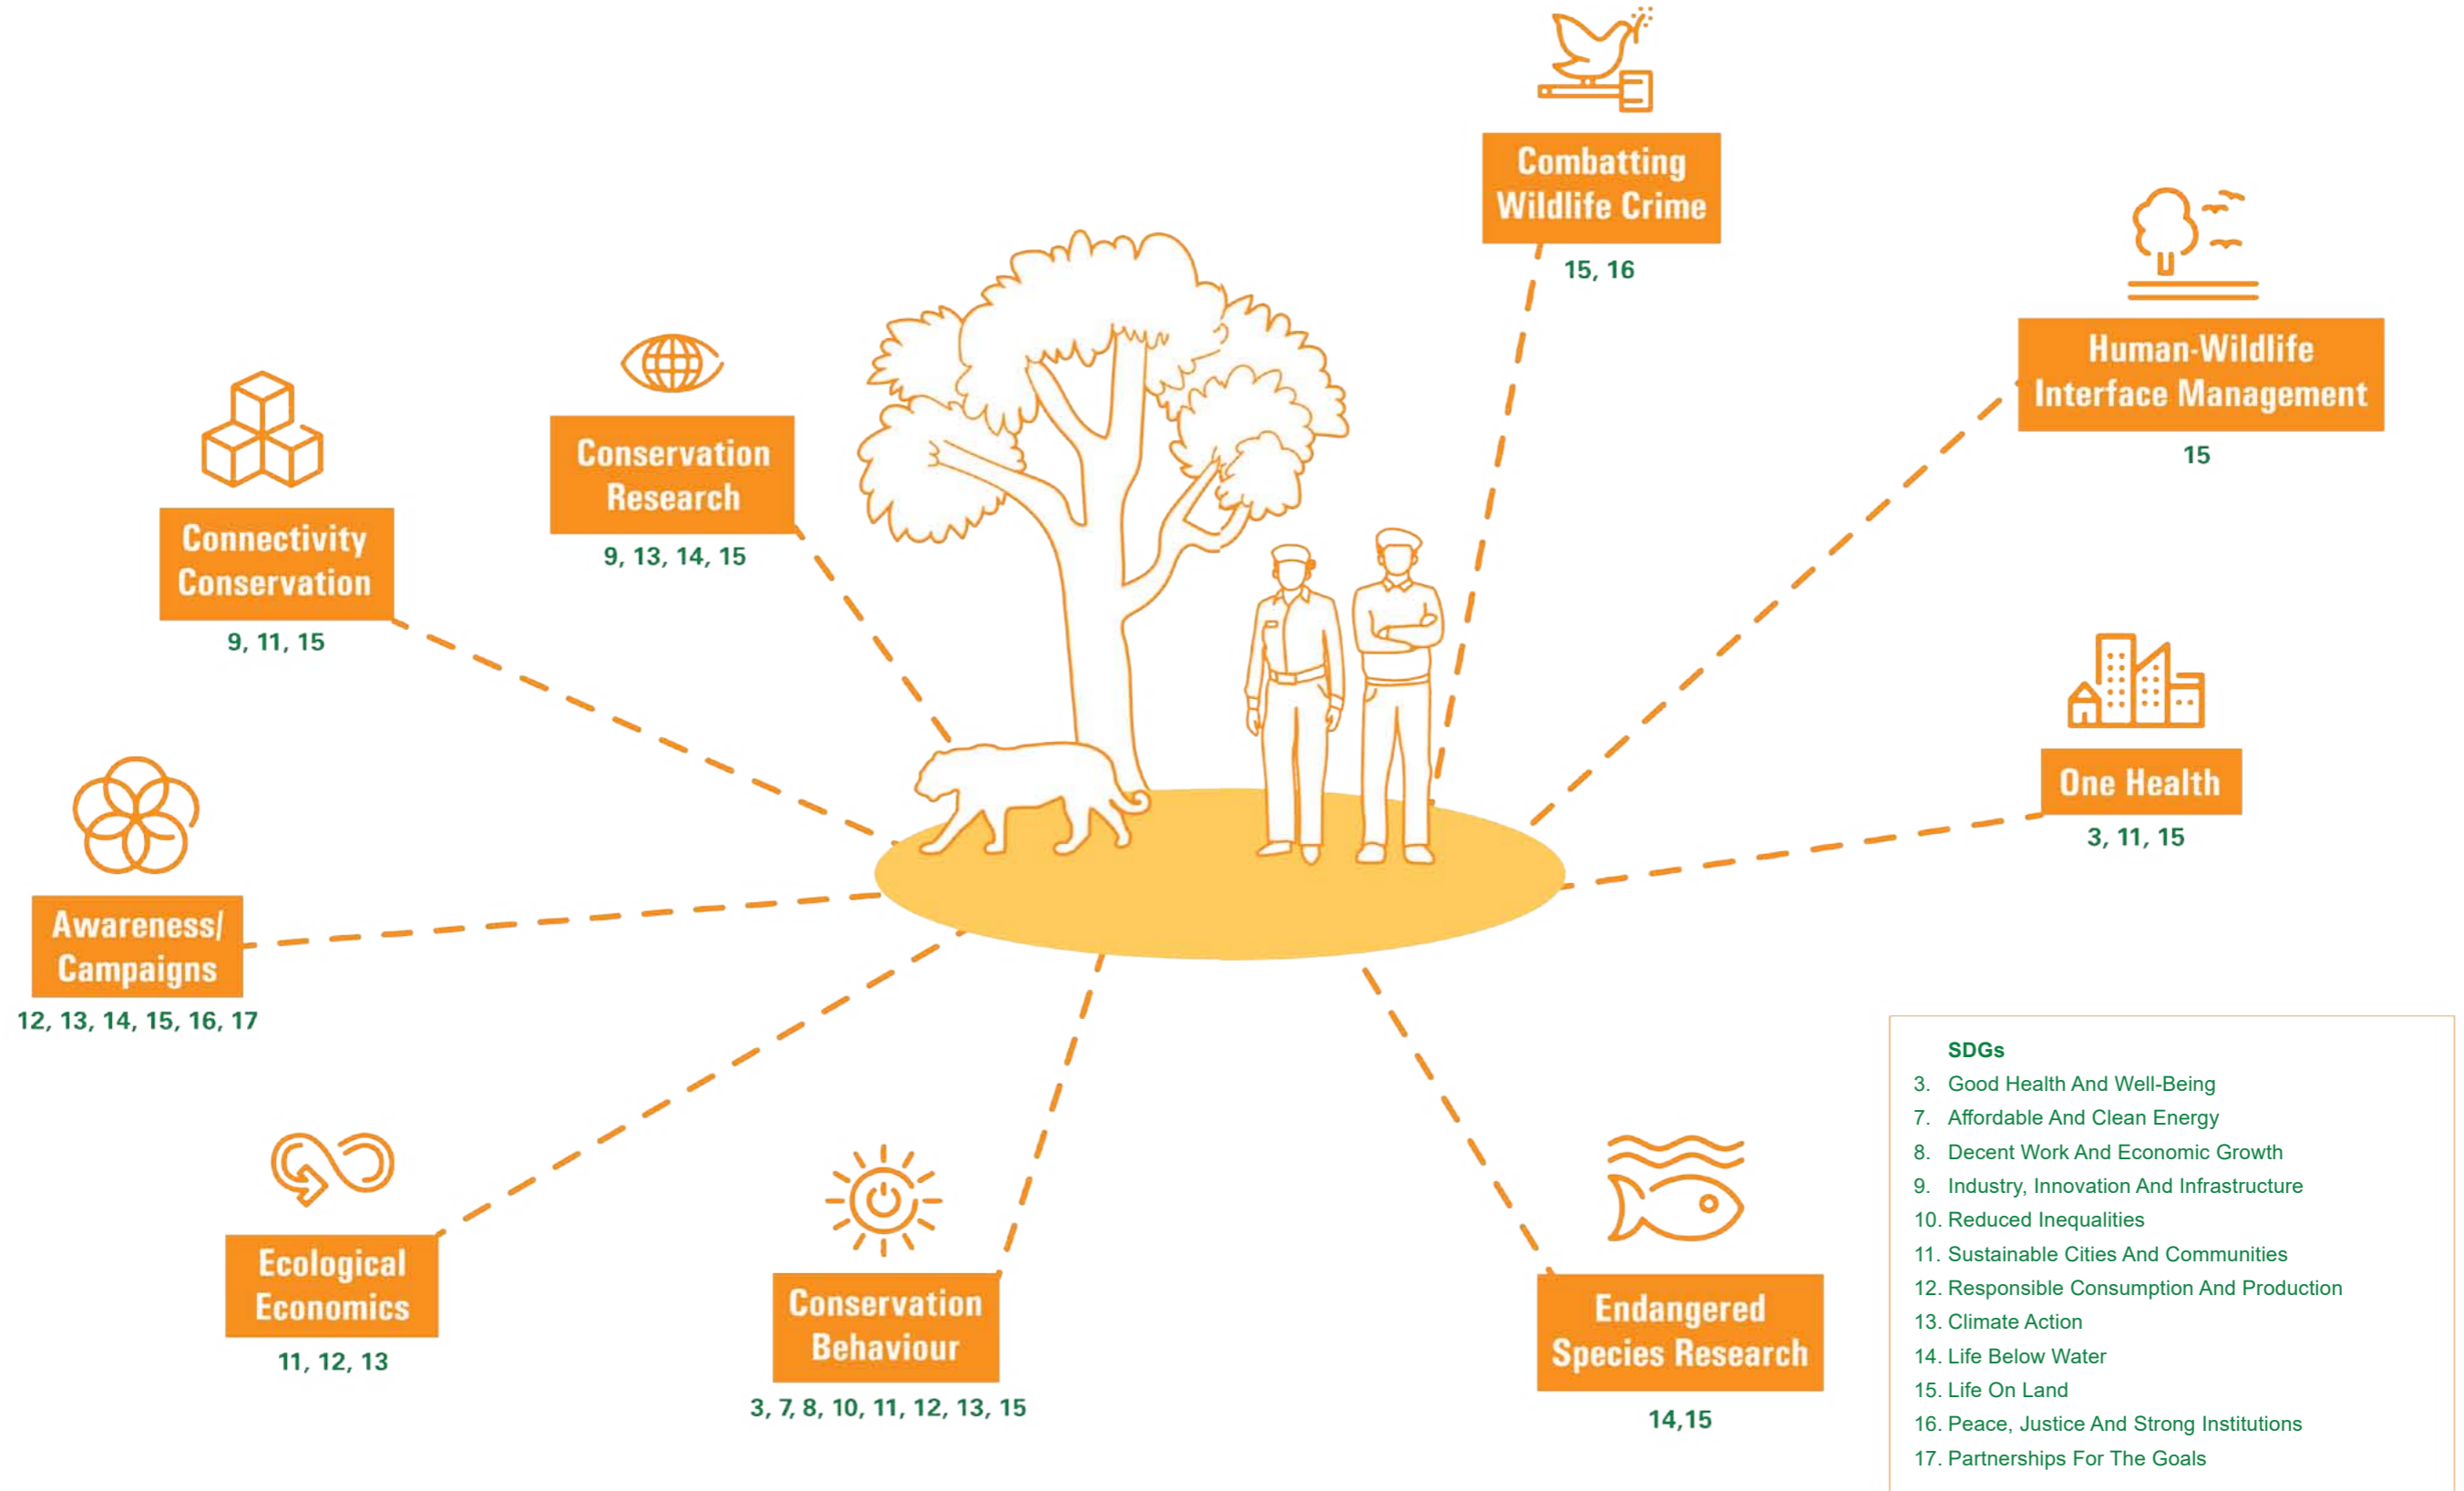 Combatting
Wildlife Crime
15, 16
Human-Wildlife
Interface Management
15
Conservation
Research
9, 13, 14, 15
Connectivity
Conservation
9, 11, 15
One Health
3, 11, 15
Awareness/
Campaigns
12, 13, 14, 15, 16, 17
Ecological
Economics
11, 12, 13
Conservation
Behaviour
3, 7, 8, 10, 11, 12, 13, 15
Endangered
Species Research
14,15
SDGs
3. Good Health And Well-Being
7. Affordable And Clean Energy
8. Decent Work And Economic Growth
9. Industry, Innovation And Infrastructure
10. Reduced Inequalities
11. Sustainable Cities And Communities
12. Responsible Consumption And Production
13. Climate Action
14. Life Below Water
15. Life On Land
16. Peace, Justice And Strong Institutions
17. Partnerships For The Goals